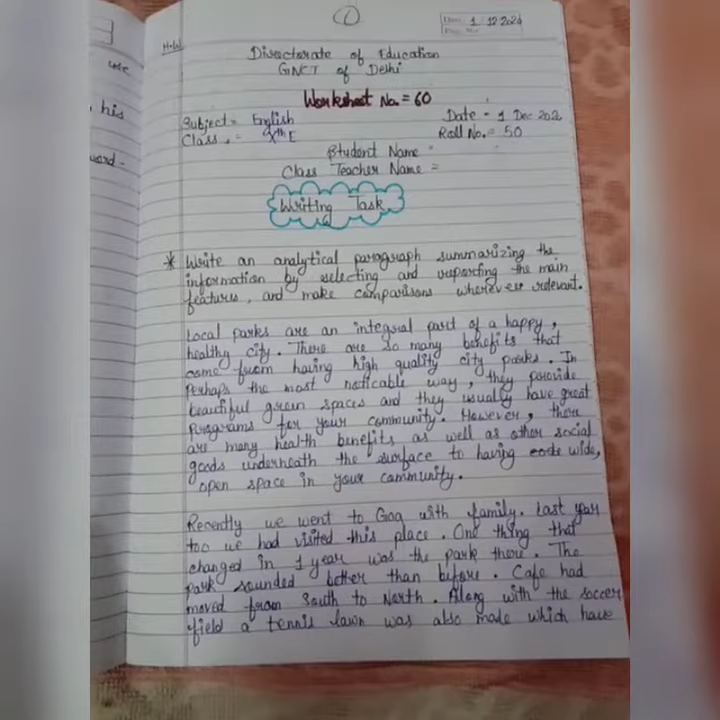 1
Date 1.12.2020
H.W
Directorate of Education
GNCT of Delhi
Worksheet No. = 60
Subject = English
Date = 1 Dec 202
Class. = Xth E
Roll No. = 50
Student Name =
Class Teacher Name =
Writing Task
* Write an analytical paragraph summarizing the
information by selecting and reporting the main
features, and make comparisons wherever relevant.
Local parks are an integral part of a happy,
healthy city. There are so many benefits that
come from having high quality city parks. In
Perhaps the most noticable way, they provide
beautiful green spaces and they usually have great
Programs for your community. However, there
are many health benefits as well as other social
goods underneath the surface to having wide,
open space in your community.
Recently we went to Goa with family. Last year
too we had visited this place. One thing that
changed in 1 year was the park there. The
park sounded better than before. Cafe had
moved from South to North. Along with the soccer
field a tennis lawn was also made which have
his